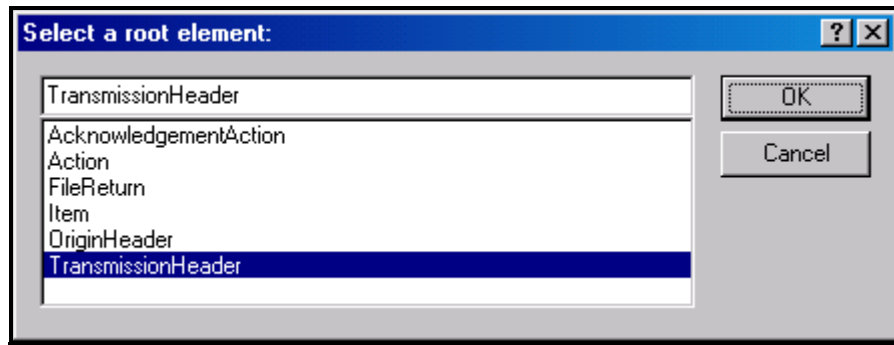 Select a root element:
TransmissionHeader
OK
AcknowledgementAction
Action
Cancel
FileReturn
Item
OriginHeader
TransmissionHeader